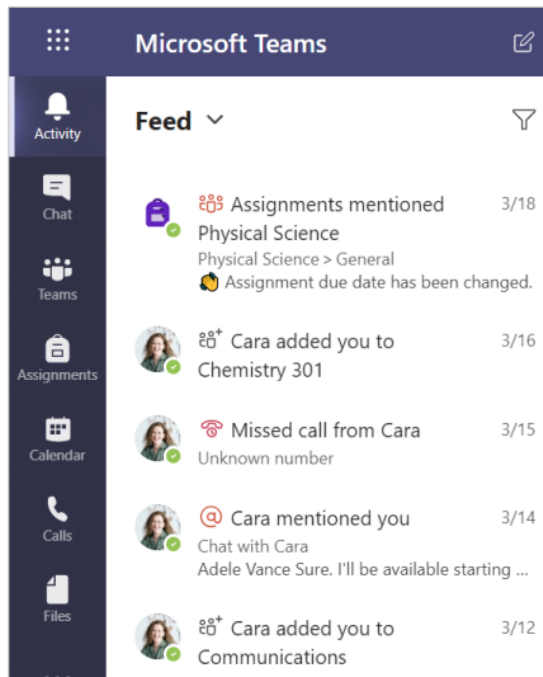 Microsoft Teams
Activity
Chat
Teams
Assignments
Calendar
Calls
Files
Feed
Assignments mentioned 3/18
Physical Science
Physical Science > General
Assignment due date has been changed.
Cara added you to 3/16
Chemistry 301
Missed call from Cara 3/15
Unknown number
Cara mentioned you 3/14
Chat with Cara
Adele Vance Sure. I'll be available starting ...
Cara added you to 3/12
Communications